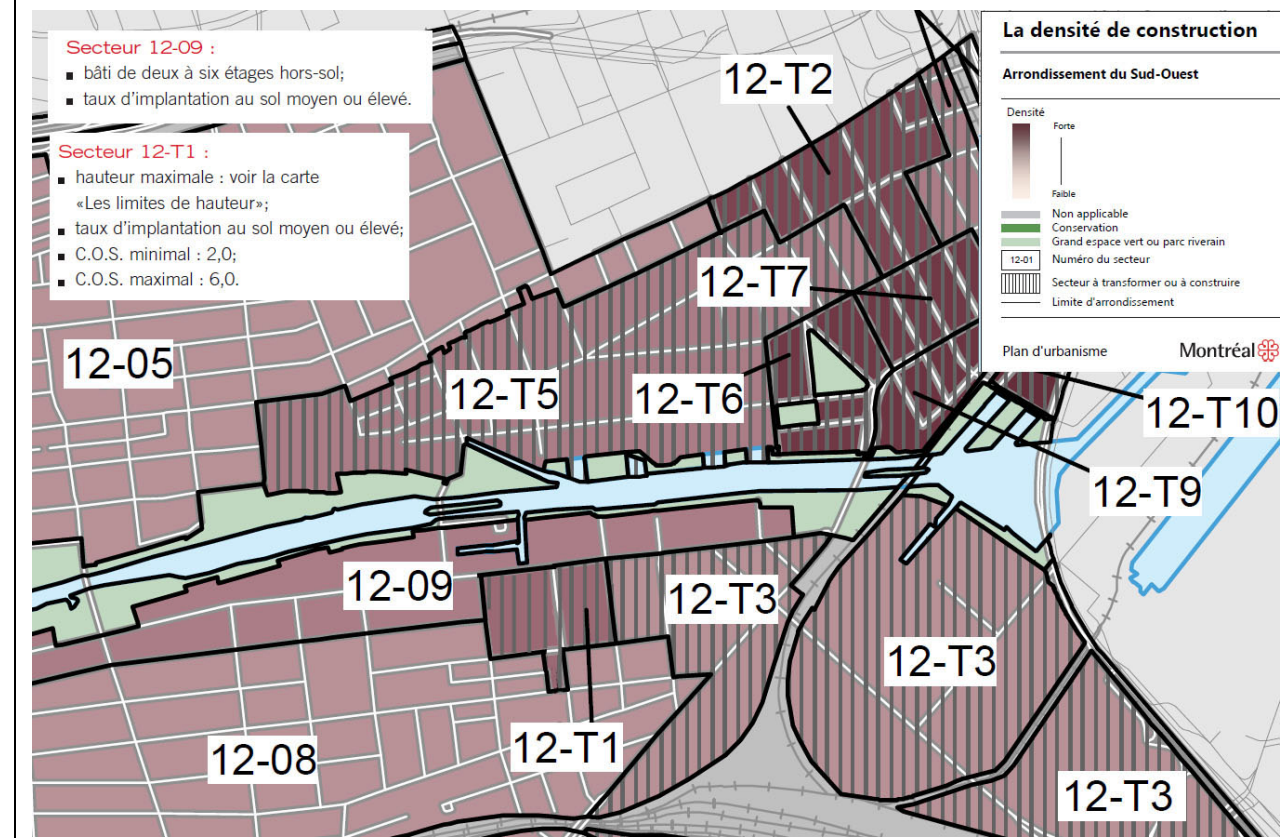 Secteur 12-09 :
▪ bâti de deux à six étages hors-sol;
▪ taux d'implantation au sol moyen ou élevé.
Secteur 12-T1 :
▪ hauteur maximale : voir la carte
«Les limites de hauteur»;
▪ taux d'implantation au sol moyen ou élevé;
▪ C.O.S. minimal : 2,0;
▪ C.O.S. maximal : 6,0.
La densité de construction
Arrondissement du Sud-Ouest
Densité
Forte
Faible
Non applicable
Conservation
Grand espace vert ou parc riverain
12-01 Numéro du secteur
Secteur à transformer ou à construire
Limite d'arrondissement
Plan d'urbanisme
Montréal
12-T2
12-T7
12-05
12-T5
12-T6
12-T10
12-T9
12-09
12-T3
12-T3
12-T1
12-08
12-T3